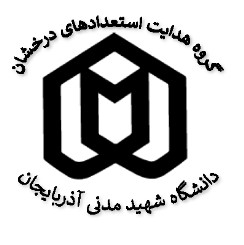 گروه هدایت استعدادهای درخشان
دانشگاه شهید مدنی آذربایجان